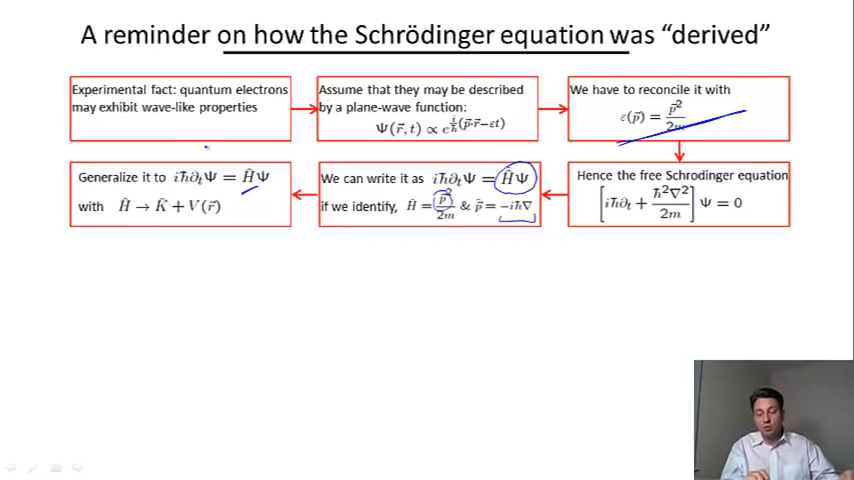 A reminder on how the Schrödinger equation was “derived”
Experimental fact: quantum electrons
may exhibit wave-like properties
Assume that they may be described
by a plane-wave function:
Ψ(r⃗, t) ∝ e^{i/ħ(p⃗·r⃗−εt)}
We have to reconcile it with
ε(p⃗) = p⃗²/2m
Hence the free Schrodinger equation
[iħ∂ₜ + ħ²∇²/2m] Ψ = 0
We can write it as iħ∂ₜΨ = ĤΨ
if we identify, Ĥ = p̂²/2m & p̂ = −iħ∇
Generalize it to iħ∂ₜΨ = ĤΨ
with Ĥ → K̂ + V(r⃗)